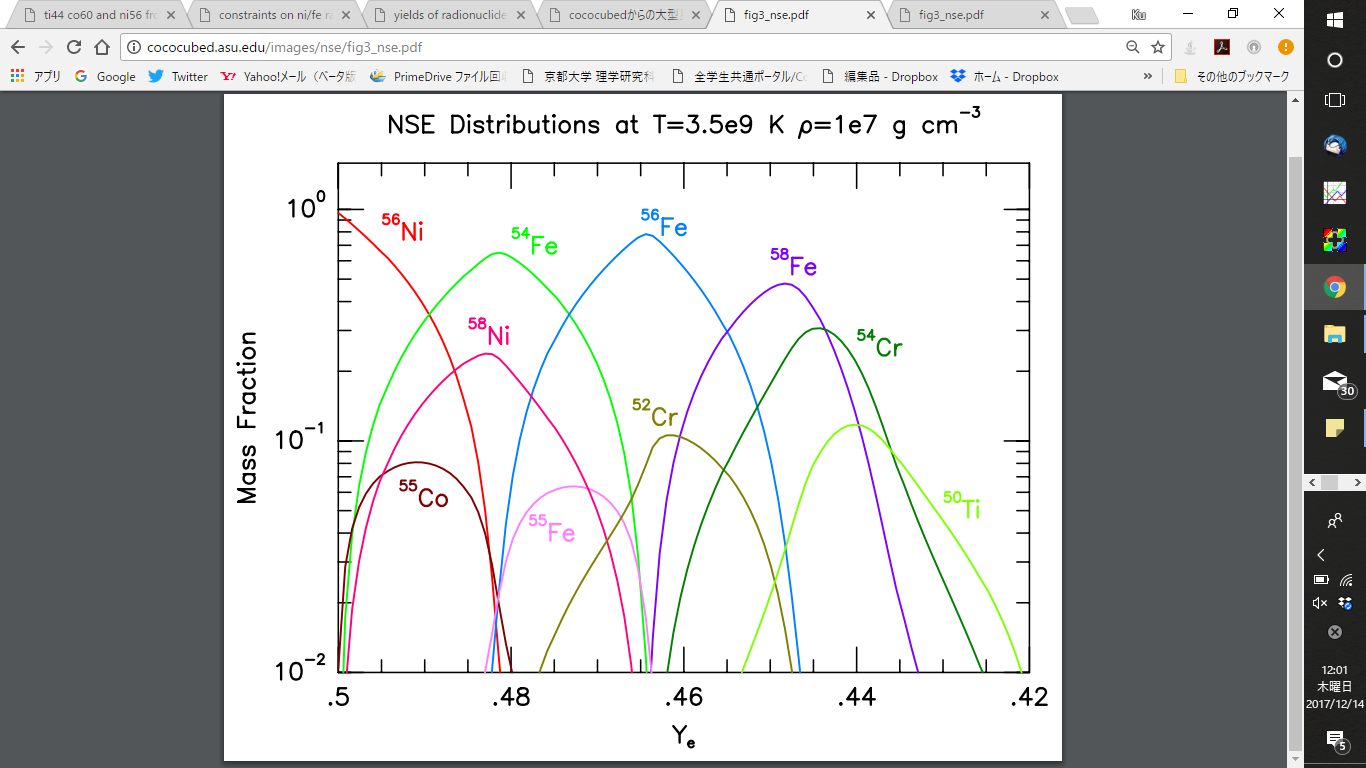 ti44 co60 and ni56 fr
constraints on ni/fe ra
yields of radionuclide
cococubedからの大型
fig3_nse.pdf
fig3_nse.pdf
Ku
cococubed.asu.edu/images/nse/fig3_nse.pdf
アプリ
Google
Twitter
Yahoo!メール（ベータ版
PrimeDrive ファイル回
京都大学 理学研究科
全学生共通ポータル/Co
編集品 - Dropbox
ホーム - Dropbox
»
その他のブックマーク
NSE Distributions at T=3.5e9 K ρ=1e7 g cm⁻³
Mass Fraction
10⁰
10⁻¹
10⁻²
⁵⁶Ni
⁵⁴Fe
⁵⁶Fe
⁵⁸Fe
⁵⁸Ni
⁵⁴Cr
⁵²Cr
⁵⁵Co
⁵⁵Fe
⁵⁰Ti
.5
.48
.46
.44
.42
Yₑ
30
12:01
木曜日
2017/12/14
5